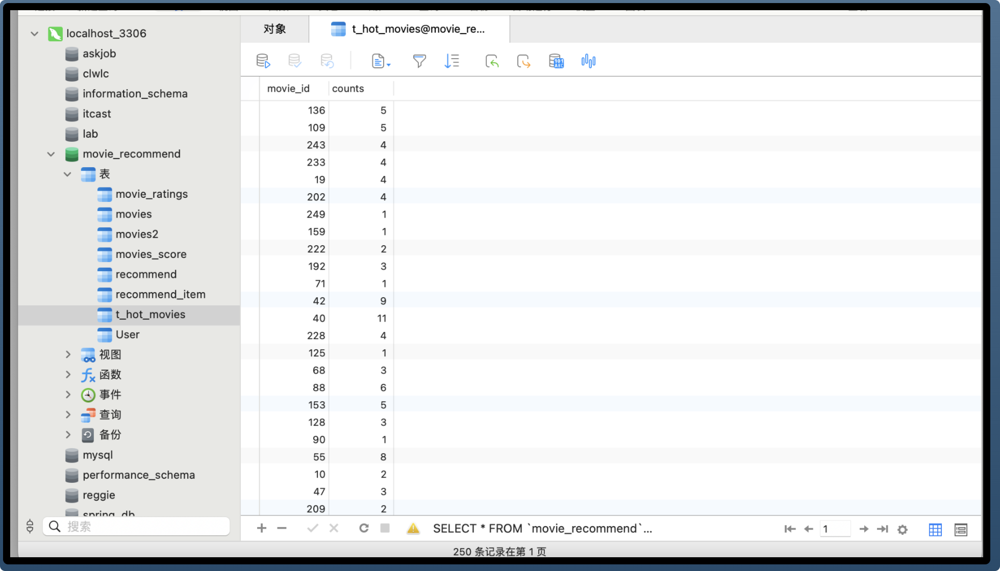 localhost_3306
askjob
clwlc
information_schema
itcast
lab
movie_recommend
表
movie_ratings
movies
movies2
movies_score
recommend
recommend_item
t_hot_movies
User
视图
函数
事件
查询
备份
mysql
performance_schema
reggie
spring_db
搜索
对象 t_hot_movies@movie_re...
movie_id counts
136 5
109 5
243 4
233 4
19 4
202 4
249 1
159 1
222 2
192 3
71 1
42 9
40 11
228 4
125 1
68 3
88 6
153 5
128 3
90 1
55 8
10 2
47 3
209 2
SELECT * FROM `movie_recommend`... 1
250 条记录在第 1 页